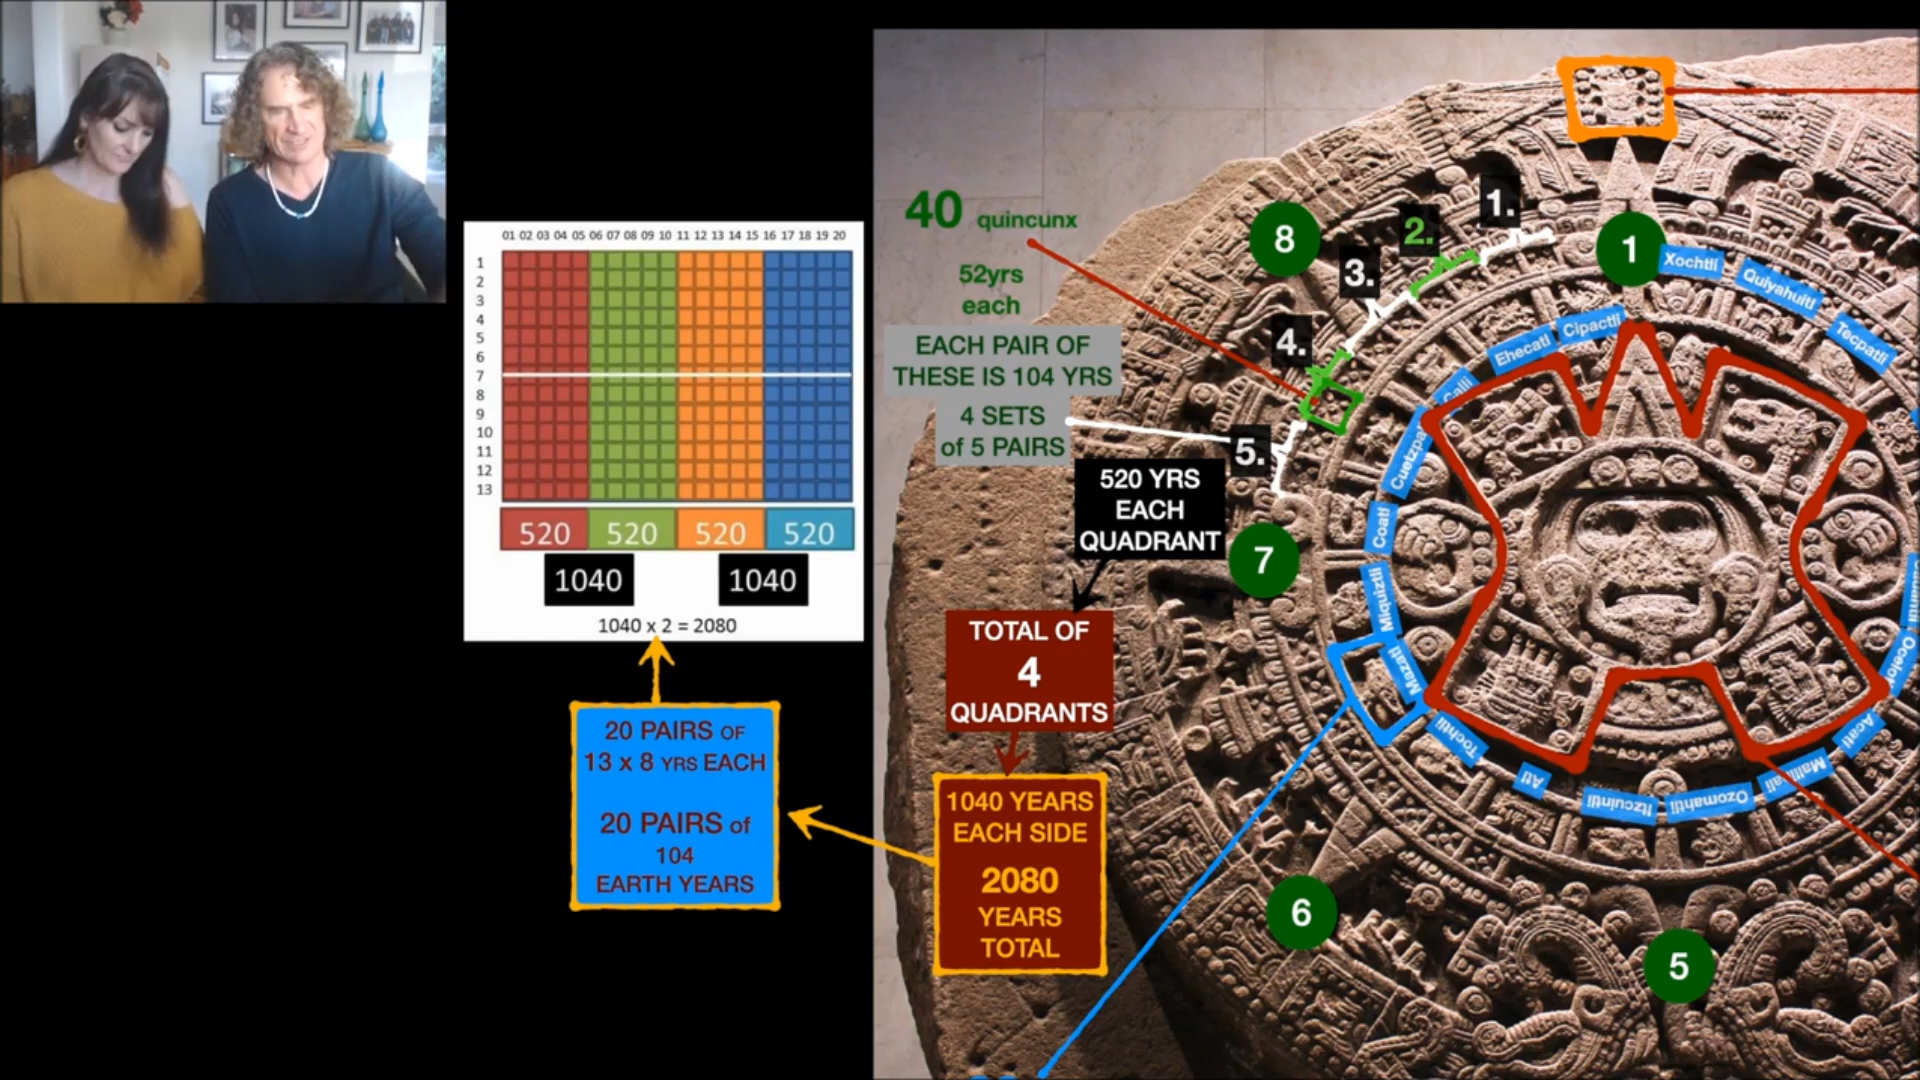 01 02 03 04 05 06 07 08 09 10 11 12 13 14 15 16 17 18 19 20
1
2
3
4
5
6
7
8
9
10
11
12
13
520 520 520 520
1040 1040
1040 x 2 = 2080
20 PAIRS OF
13 x 8 YRS EACH
20 PAIRS of
104
EARTH YEARS
40 quincunx
52yrs
each
EACH PAIR OF
THESE IS 104 YRS
4 SETS
of 5 PAIRS
520 YRS
EACH
QUADRANT
TOTAL OF
4
QUADRANTS
1040 YEARS
EACH SIDE
2080
YEARS
TOTAL
1.
2.
3.
4.
5.
8
1
7
6
5
Xochtli
Quiyahuitl
Tecpatli
Cipactli
Ehecatl
Calli
Coatl
Miquiztli
Mazatl
Tochtli
Atl
Itzcuintli
Ozomahtli
Acatl